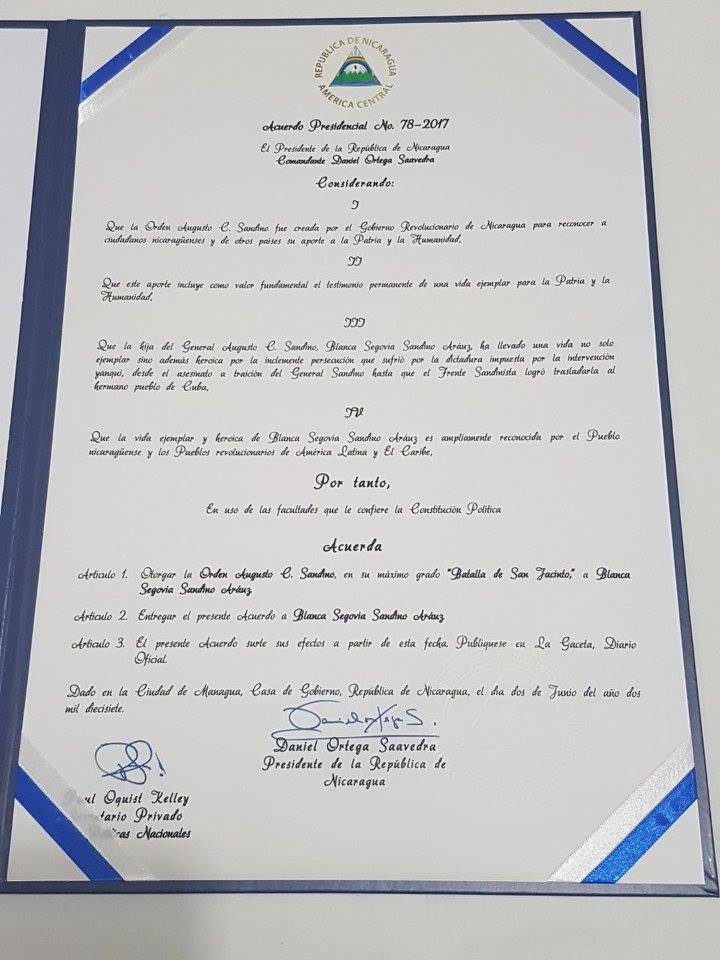 REPUBLICA DE NICARAGUA
AMERICA CENTRAL
Acuerdo Presidencial No. 78-2017
El Presidente de la República de Nicaragua
Comandante Daniel Ortega Saavedra
Considerando:
I
Que la Orden Augusto C. Sandino fue creada por el Gobierno Revolucionario de Nicaragua para reconocer a
ciudadanos nicaragüenses y de otros países su aporte a la Patria y la Humanidad,
II
Que este aporte incluye como valor fundamental el testimonio permanente de una vida ejemplar para la Patria y la
Humanidad,
III
Que la hija del General Augusto C. Sandino, Blanca Segovia Sandino Aráuz, ha llevado una vida no solo
ejemplar sino además heroica por la inclemente persecución que sufrió por la dictadura impuesta por la intervención
yanqui, desde el asesinato a traición del General Sandino hasta que el Frente Sandinista logró trasladarla al
hermano pueblo de Cuba,
IV
Que la vida ejemplar y heroica de Blanca Segovia Sandino Aráuz es ampliamente reconocida por el Pueblo
nicaragüense y los Pueblos revolucionarios de América Latina y El Caribe,
Por tanto,
En uso de las facultades que le confiere la Constitución Política
Acuerda
Artículo 1. Otorgar la Orden Augusto C. Sandino, en su máximo grado "Batalla de San Jacinto," a Blanca
Segovia Sandino Aráuz
Artículo 2. Entregar el presente Acuerdo a Blanca Segovia Sandino Aráuz
Artículo 3. El presente Acuerdo surte sus efectos a partir de esta fecha. Publíquese en La Gaceta, Diario
Oficial.
Dado en la Ciudad de Managua, Casa de Gobierno, República de Nicaragua, el día dos de Junio del año dos
mil diecisiete.
Daniel Ortega Saavedra
Presidente de la República de
Nicaragua
Oquist Kelley
Privado
Nacionales